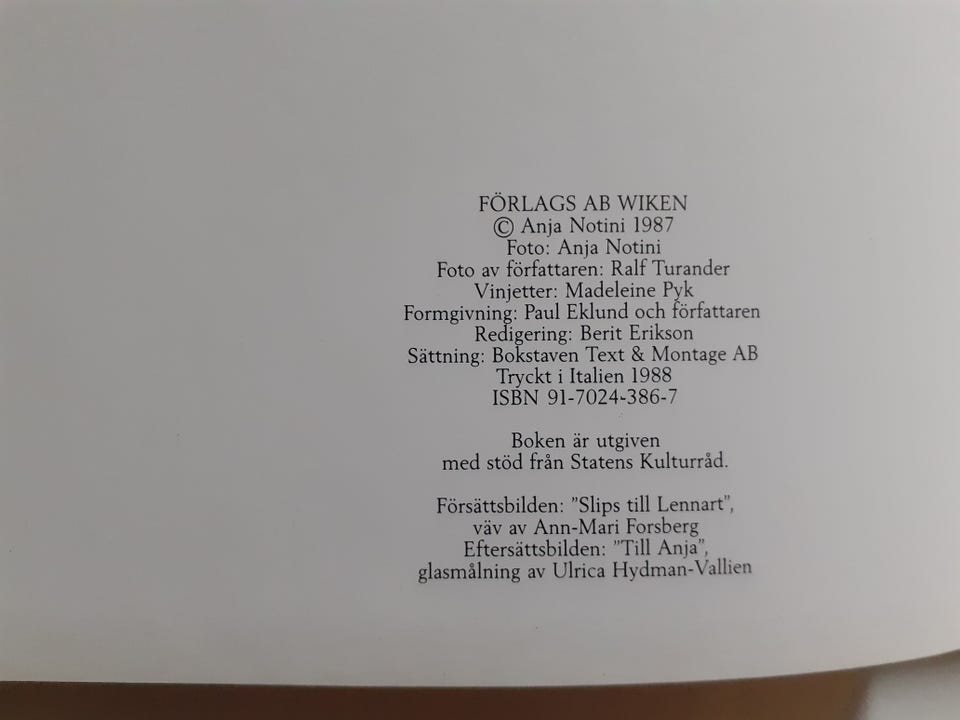 FÖRLAGS AB WIKEN
© Anja Notini 1987
Foto: Anja Notini
Foto av författaren: Ralf Turander
Vinjetter: Madeleine Pyk
Formgivning: Paul Eklund och författaren
Redigering: Berit Erikson
Sättning: Bokstaven Text & Montage AB
Tryckt i Italien 1988
ISBN 91-7024-386-7
Boken är utgiven
med stöd från Statens Kulturråd.
Försättsbilden: ”Slips till Lennart”,
väv av Ann-Mari Forsberg
Eftersättsbilden: ”Till Anja”,
glasmålning av Ulrica Hydman-Vallien